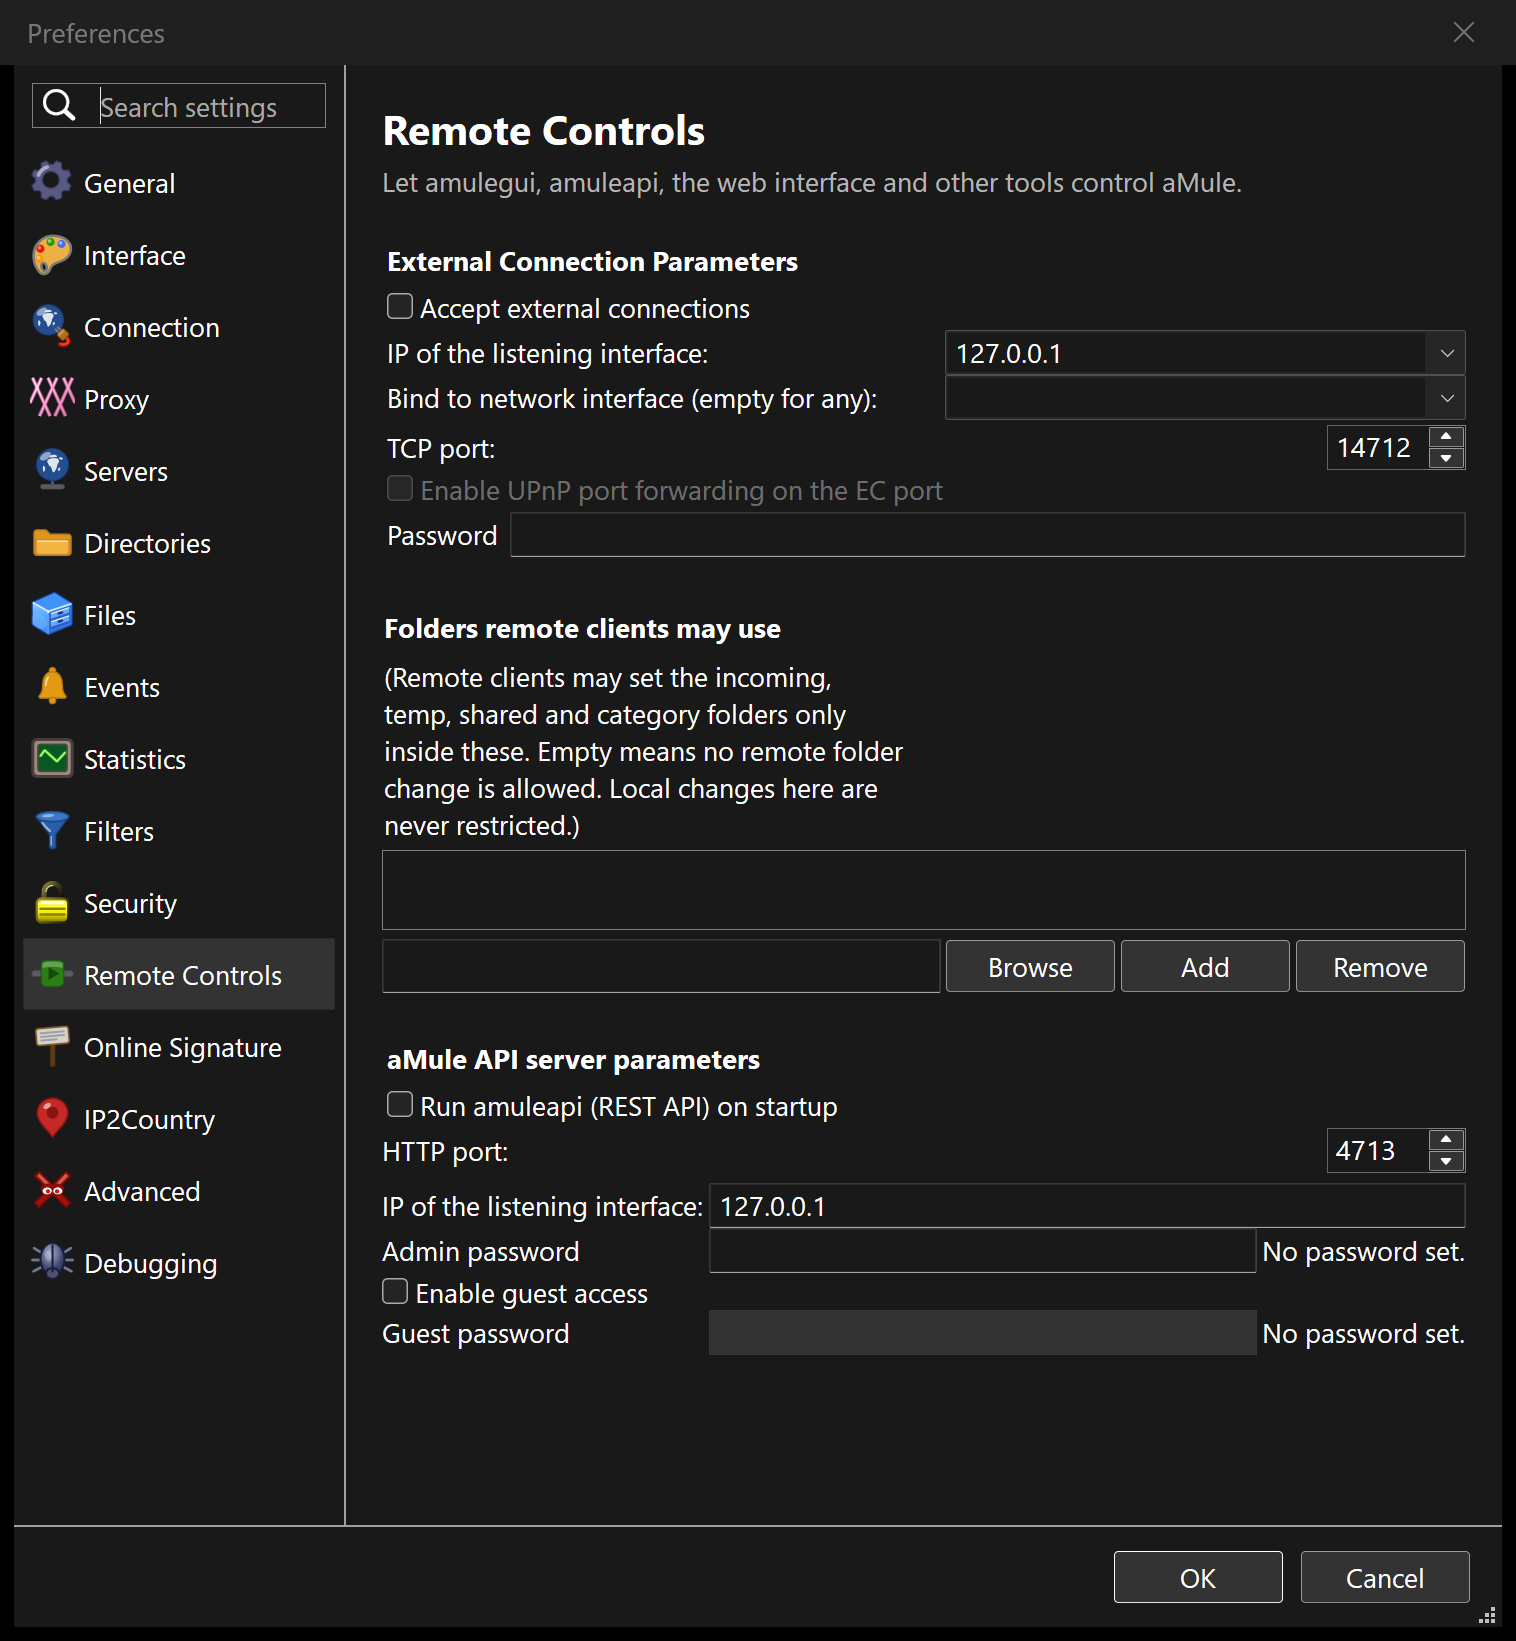 Preferences
Search settings
General
Interface
Connection
Proxy
Servers
Directories
Files
Events
Statistics
Filters
Security
Remote Controls
Online Signature
IP2Country
Advanced
Debugging
Remote Controls
Let amulegui, amuleapi, the web interface and other tools control aMule.
External Connection Parameters
Accept external connections
IP of the listening interface: 127.0.0.1
Bind to network interface (empty for any):
TCP port: 14712
Enable UPnP port forwarding on the EC port
Password
Folders remote clients may use
(Remote clients may set the incoming,
temp, shared and category folders only
inside these. Empty means no remote folder
change is allowed. Local changes here are
never restricted.)
Browse Add Remove
aMule API server parameters
Run amuleapi (REST API) on startup
HTTP port: 4713
IP of the listening interface: 127.0.0.1
Admin password No password set.
Enable guest access
Guest password No password set.
OK Cancel